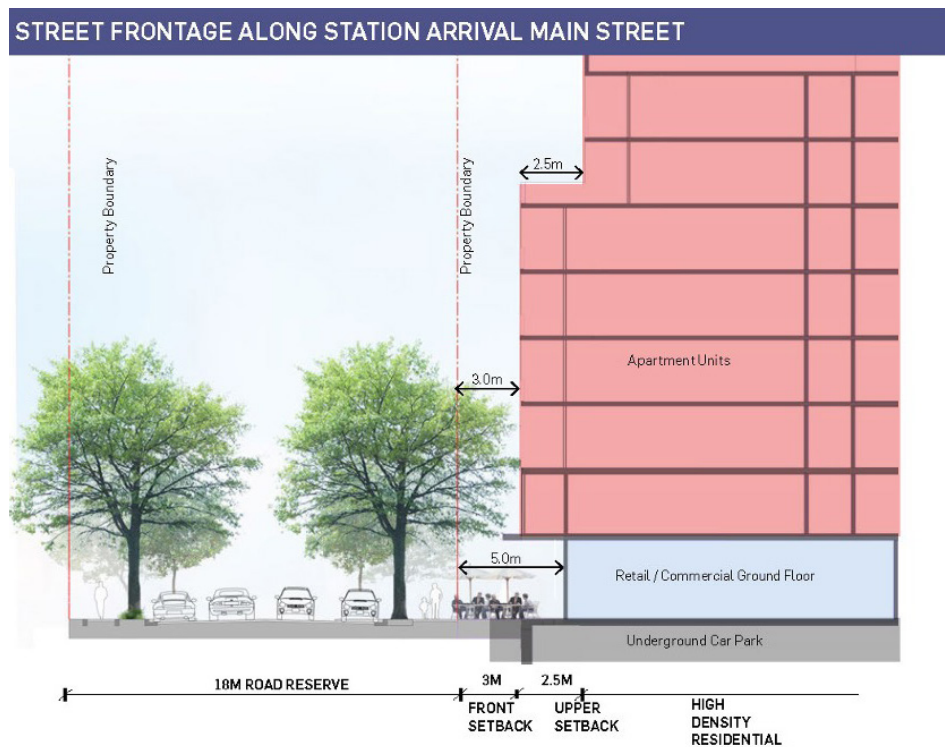 STREET FRONTAGE ALONG STATION ARRIVAL MAIN STREET
Property Boundary
Property Boundary
2.5m
3.0m
Apartment Units
5.0m
Retail / Commercial Ground Floor
Underground Car Park
18M ROAD RESERVE
3M
FRONT
SETBACK
2.5M
UPPER
SETBACK
HIGH
DENSITY
RESIDENTIAL